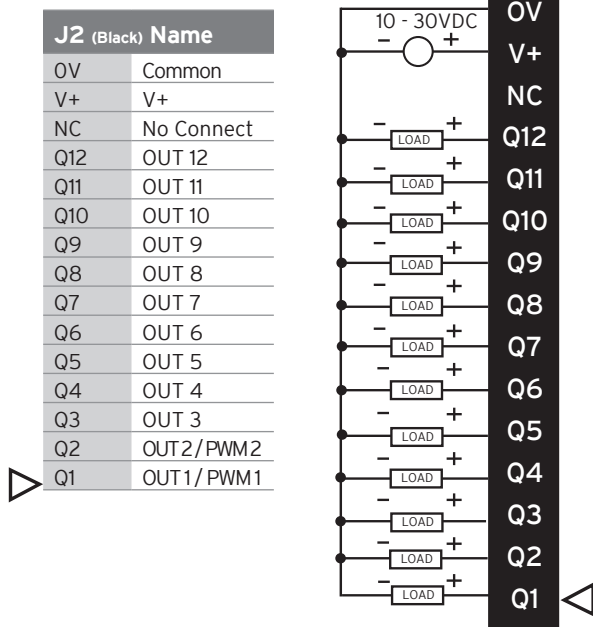 J2 (Black) Name
0V Common
V+ V+
NC No Connect
Q12 OUT 12
Q11 OUT 11
Q10 OUT 10
Q9 OUT 9
Q8 OUT 8
Q7 OUT 7
Q6 OUT 6
Q5 OUT 5
Q4 OUT 4
Q3 OUT 3
Q2 OUT2/PWM2
Q1 OUT1/PWM1
0V
10 - 30VDC
- + V+
NC
- LOAD + Q12
- LOAD + Q11
- LOAD + Q10
- LOAD + Q9
- LOAD + Q8
- LOAD + Q7
- LOAD + Q6
- LOAD + Q5
- LOAD + Q4
- LOAD + Q3
- LOAD + Q2
- LOAD + Q1